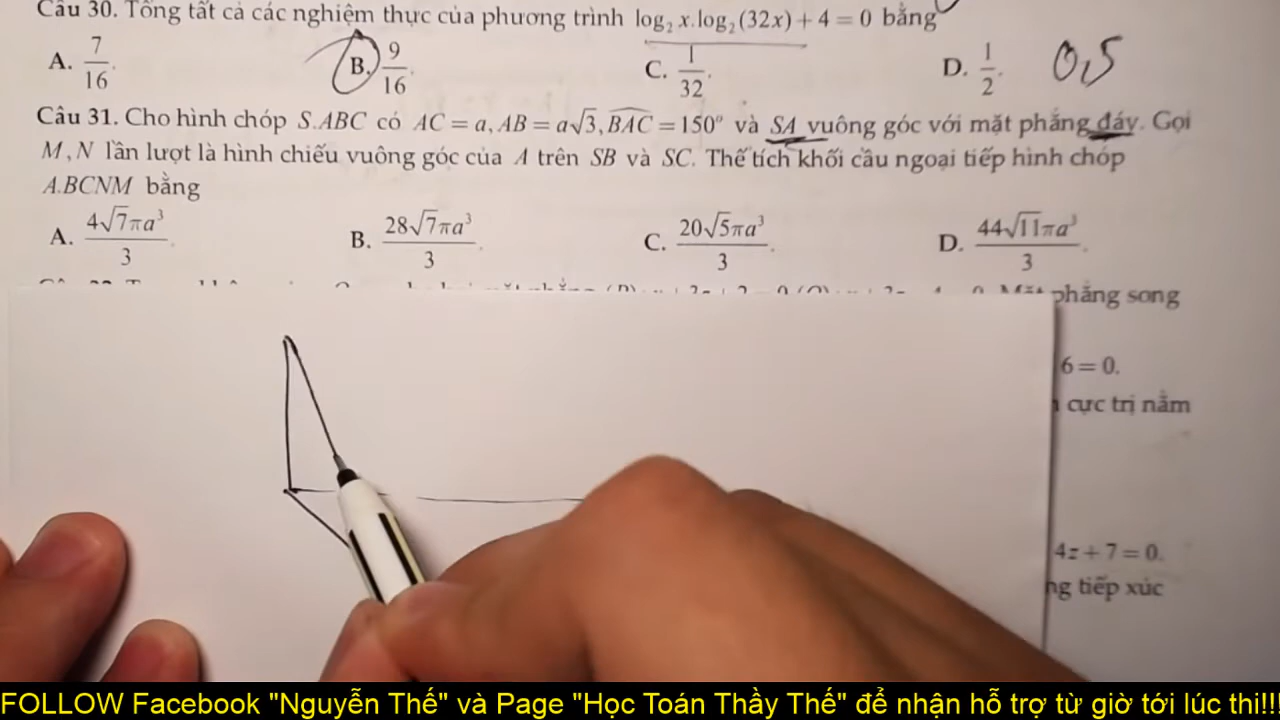 Câu 30. Tổng tất cả các nghiệm thực của phương trình log₂ x.log₂(32x) + 4 = 0 bằng
A. 7/16. B. 9/16. C. 1/32. D. 1/2. 0,5
Câu 31. Cho hình chóp S.ABC có AC = a, AB = a√3, BAC = 150° và SA vuông góc với mặt phẳng đáy. Gọi
M, N lần lượt là hình chiếu vuông góc của A trên SB và SC. Thể tích khối cầu ngoại tiếp hình chóp
A.BCNM bằng
A. 4√7πa³/3. B. 28√7πa³/3. C. 20√5πa³/3. D. 44√11πa³/3.
phẳng song
6 = 0.
cực trị nằm
4z + 7 = 0.
tiếp xúc
FOLLOW Facebook "Nguyễn Thế" và Page "Học Toán Thầy Thế" để nhận hỗ trợ từ giờ tới lúc thi!!!